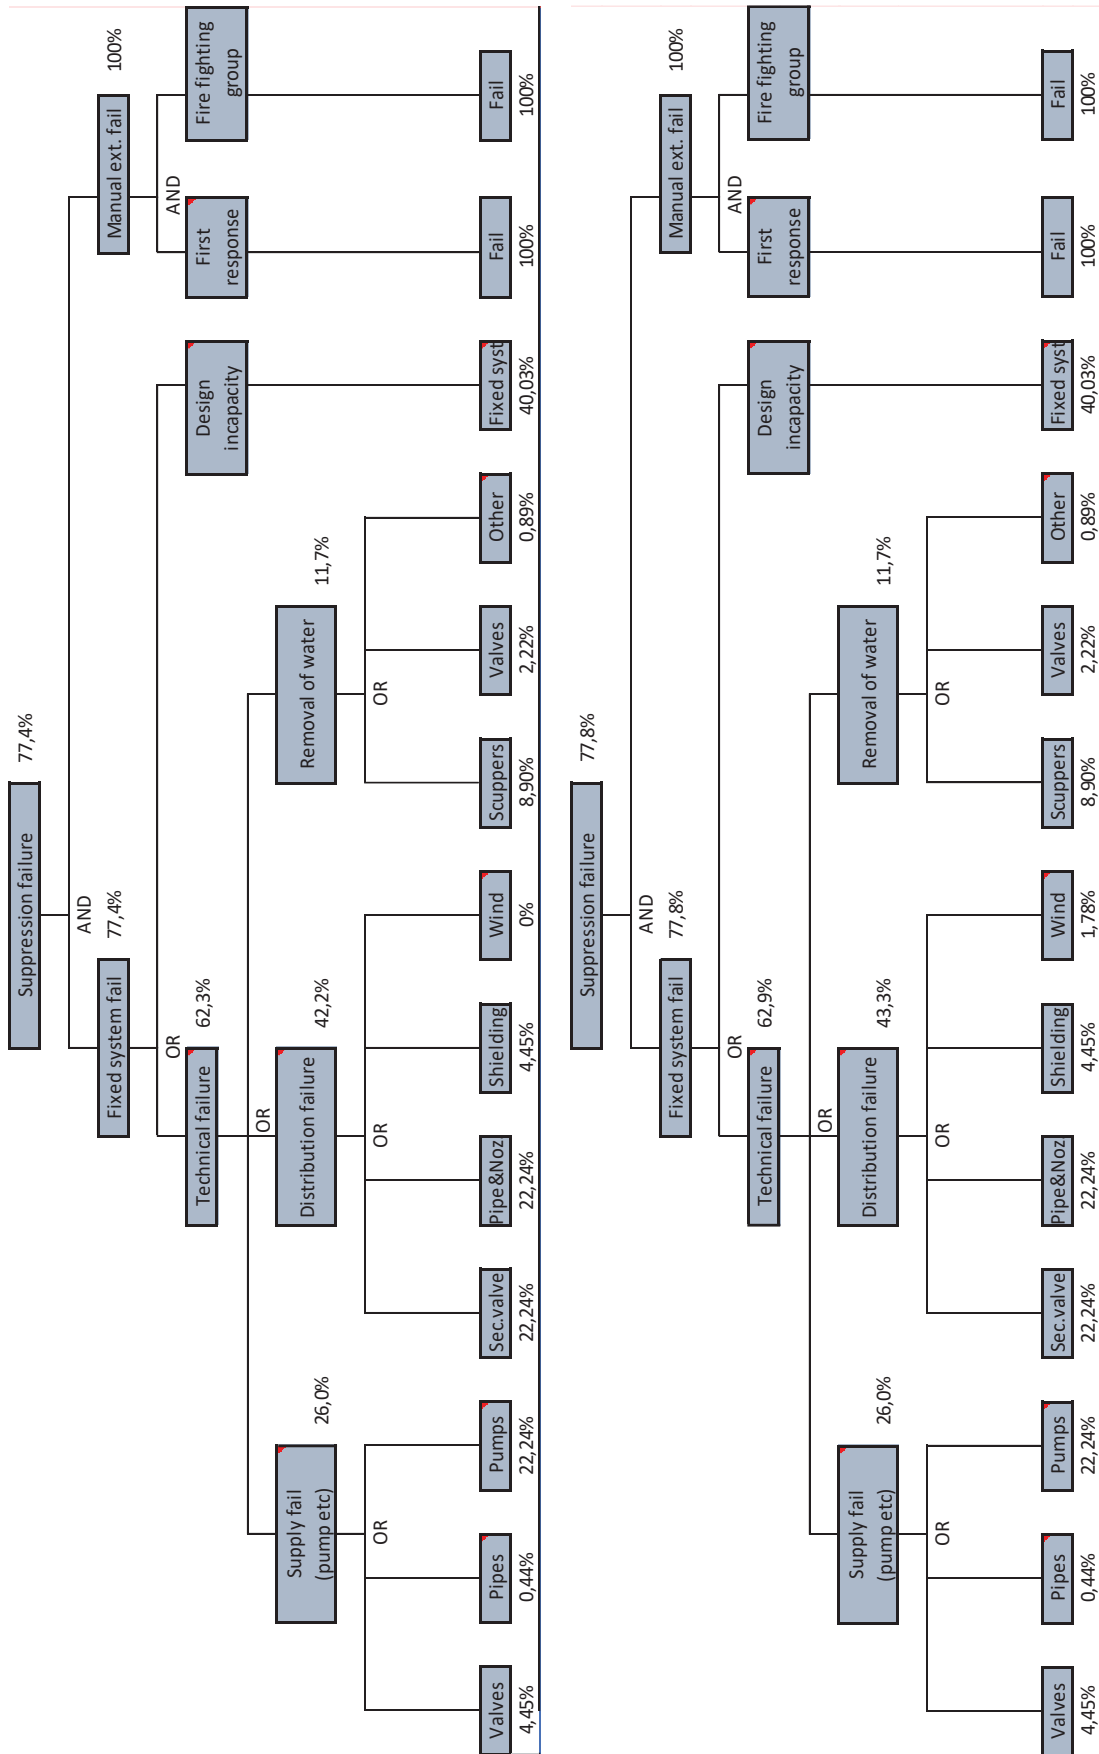 Suppression failure
77,4%
AND
Fixed system fail
77,4%
Manual ext. fail
100%
OR
AND
Technical failure
62,3%
Design
incapacity
First
response
Fire fighting
group
OR
Supply fail
(pump etc)
26,0%
Distribution failure
42,2%
Removal of water
11,7%
OR
OR
OR
Valves
Pipes
Pumps
Sec.valve
Pipe&Noz
Shielding
Wind
Scuppers
Valves
Other
Fixed syst
Fail
Fail
4,45%
0,44%
22,24%
22,24%
22,24%
4,45%
0%
8,90%
2,22%
0,89%
40,03%
100%
100%
Suppression failure
77,8%
AND
Fixed system fail
77,8%
Manual ext. fail
100%
OR
AND
Technical failure
62,9%
Design
incapacity
First
response
Fire fighting
group
OR
Supply fail
(pump etc)
26,0%
Distribution failure
43,3%
Removal of water
11,7%
OR
OR
OR
Valves
Pipes
Pumps
Sec.valve
Pipe&Noz
Shielding
Wind
Scuppers
Valves
Other
Fixed syst
Fail
Fail
4,45%
0,44%
22,24%
22,24%
22,24%
4,45%
1,78%
8,90%
2,22%
0,89%
40,03%
100%
100%